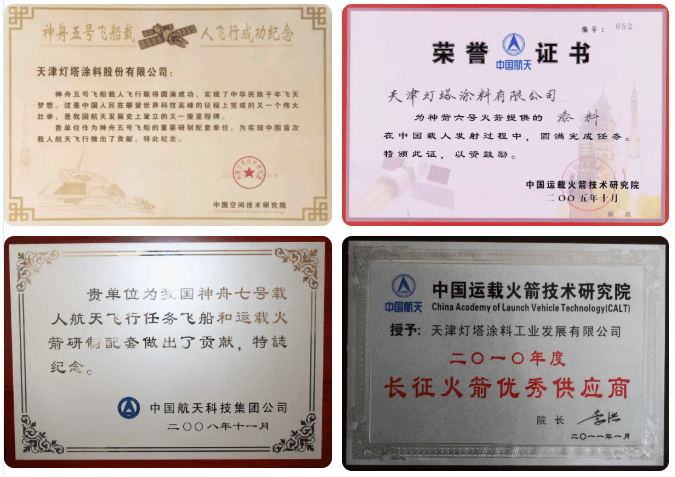 神舟五号飞船载人飞行成功纪念
天津灯塔涂料股份有限公司：
神舟五号飞船载人飞行取得圆满成功，实现了中华民族千年飞天
梦想。这是中国人民在攀登世界科技高峰的征程上完成的又一个伟大
壮举，是我国航天发展史上耸立的又一座里程碑。
贵单位作为神舟五号飞船的重要研制配套单位，为实现中国首次
载人航天飞行做出了贡献，特此纪念。
中国空间技术研究院
China Academy of Space Technology
编号：052
荣誉 证书
中国航天
天津灯塔涂料有限公司
为神箭六号火箭提供的 涂料
在中国载人发射过程中，圆满完成任务。
特颁此证，以资鼓励。
中国运载火箭技术研究院
二〇〇五年十月
贵单位为我国神舟七号载
人航天飞行任务飞船和运载火
箭研制配套做出了贡献，特誌
纪念。
中国航天科技集团公司
二〇〇八年十一月
中国航天
中国运载火箭技术研究院
China Academy of Launch Vehicle Technology(CALT)
授予：天津灯塔涂料工业发展有限公司
二〇一〇年度
长征火箭优秀供应商
院 长 李洪
二〇一一年一月